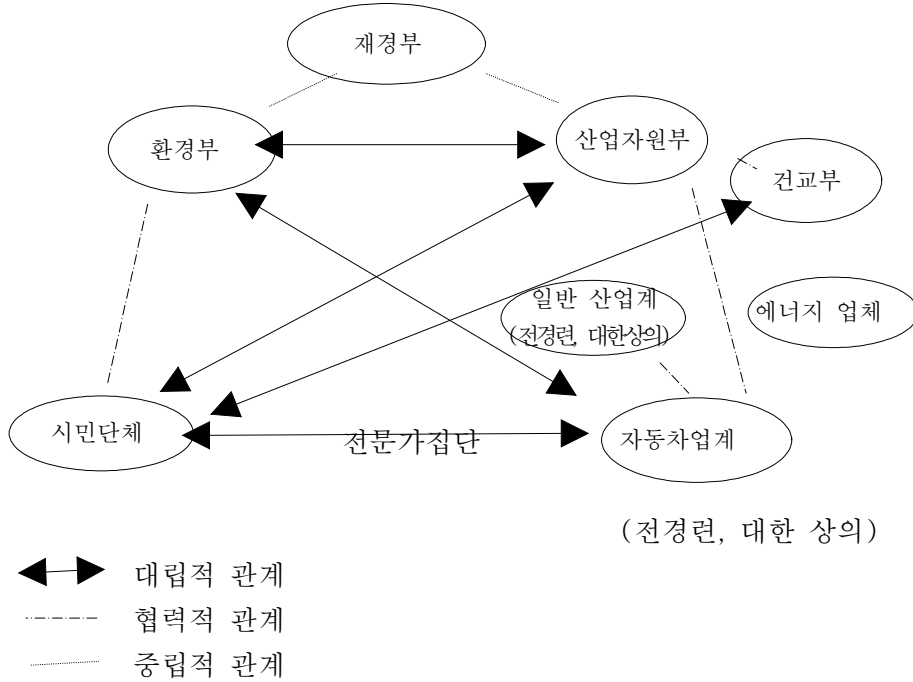 재경부
환경부
산업자원부
건교부
일반 산업계
(전경련, 대한상의)
에너지 업체
시민단체
전문가집단
자동차업계
(전경련, 대한 상의)
대립적 관계
협력적 관계
중립적 관계